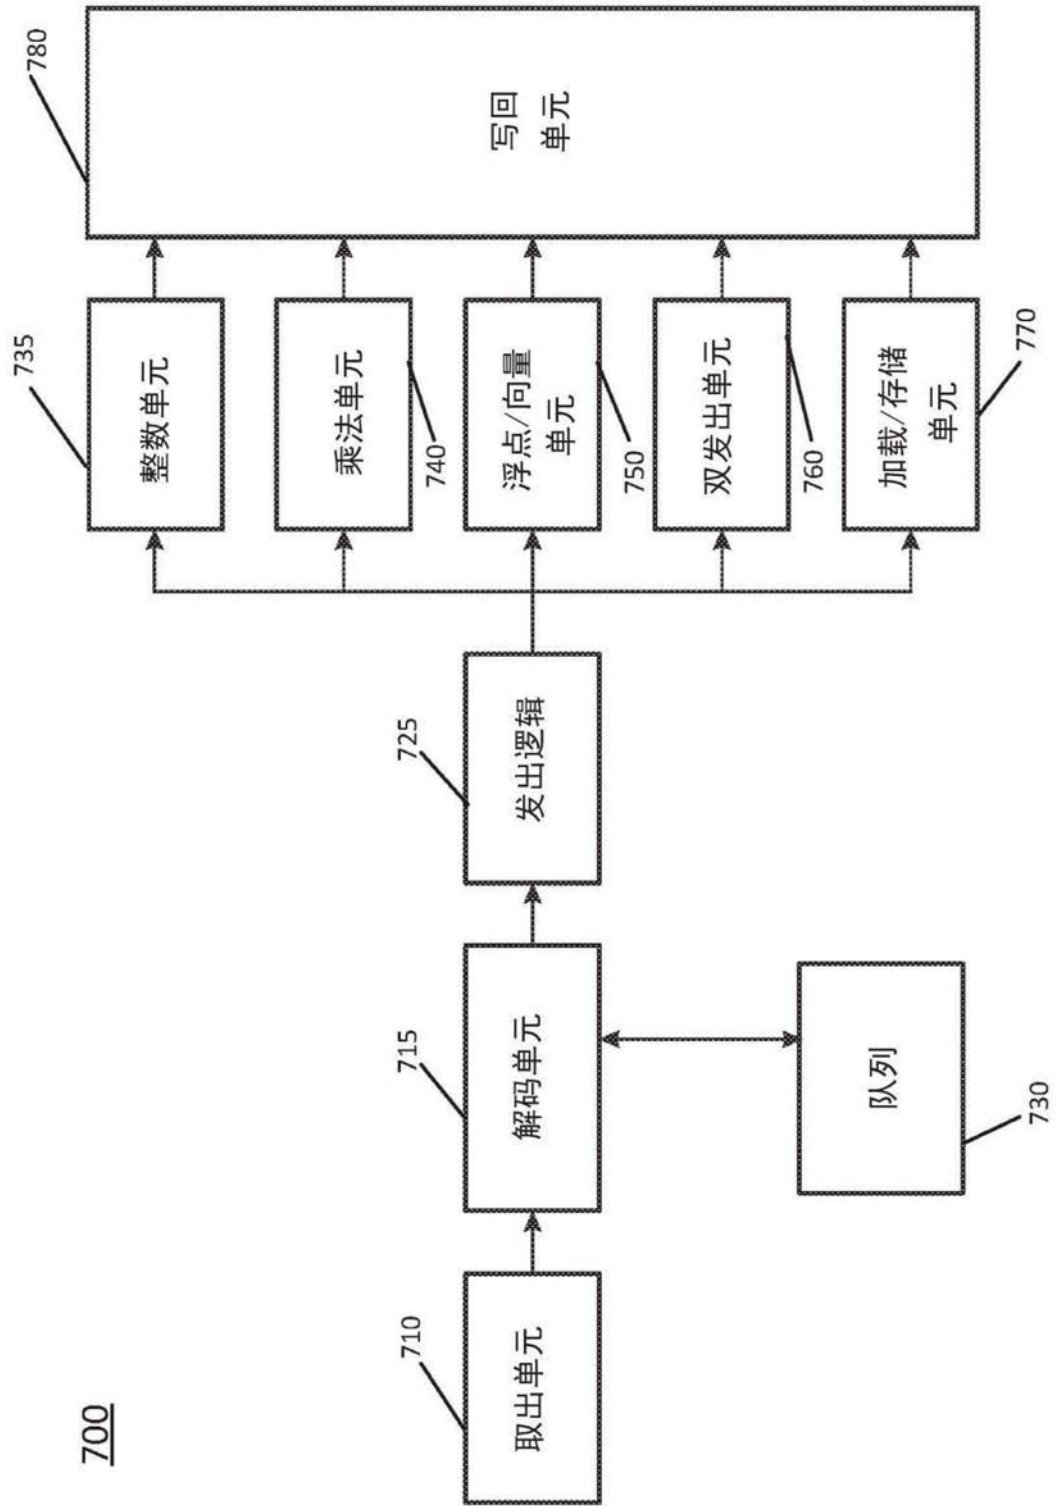 700
710
取出单元
715
解码单元
730
队列
725
发出逻辑
735
整数单元
740
乘法单元
750
浮点/向量
单元
760
双发出单元
770
加载/存储
单元
780
写回
单元